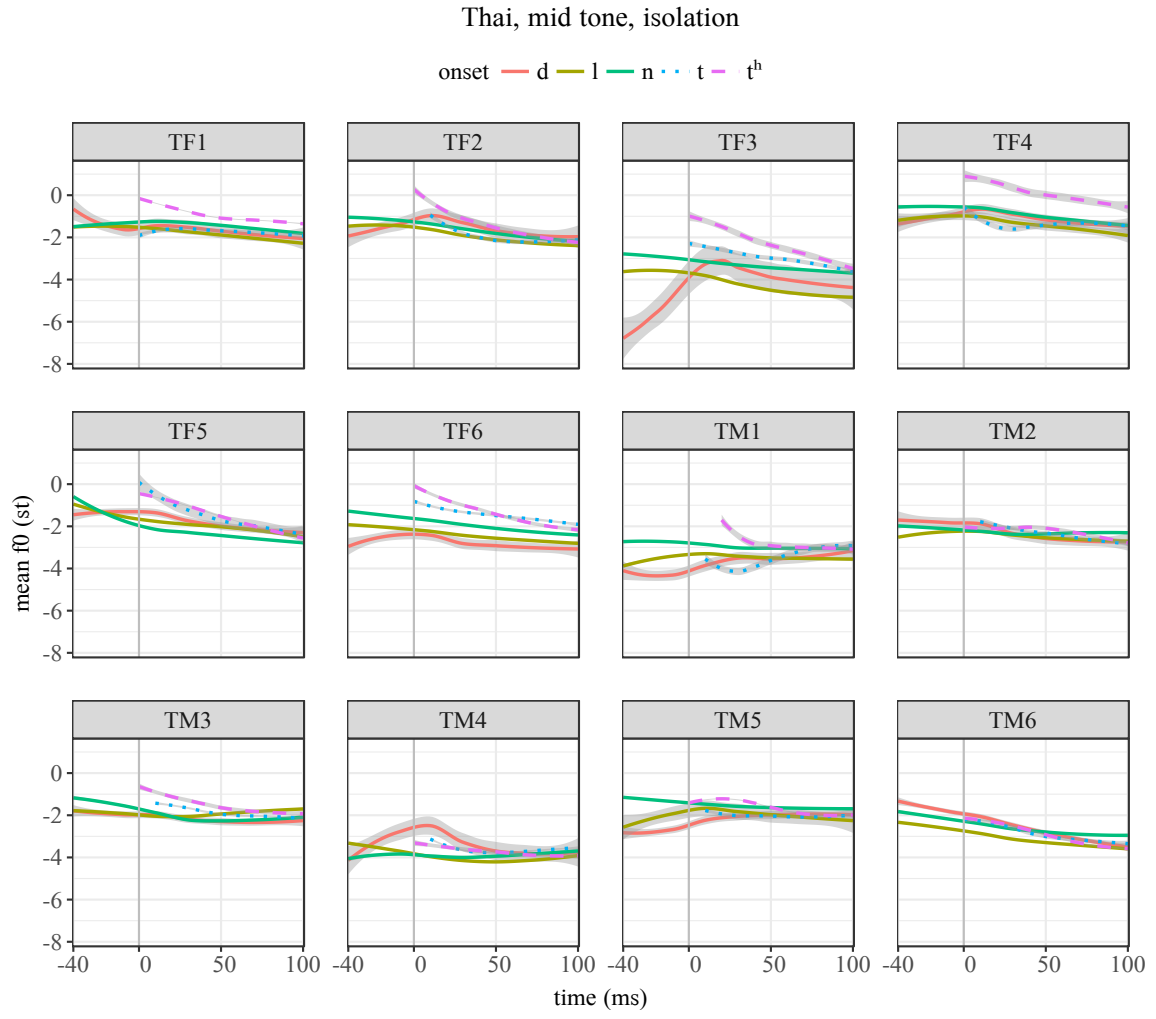 Thai, mid tone, isolation
onset d l n t tʰ
TF1 TF2 TF3 TF4
0
-2
-4
-6
-8
TF5 TF6 TM1 TM2
0
-2
-4
-6
-8
TM3 TM4 TM5 TM6
0
-2
-4
-6
-8
-40 0 50 100 -40 0 50 100 -40 0 50 100 -40 0 50 100
mean f0 (st)
time (ms)